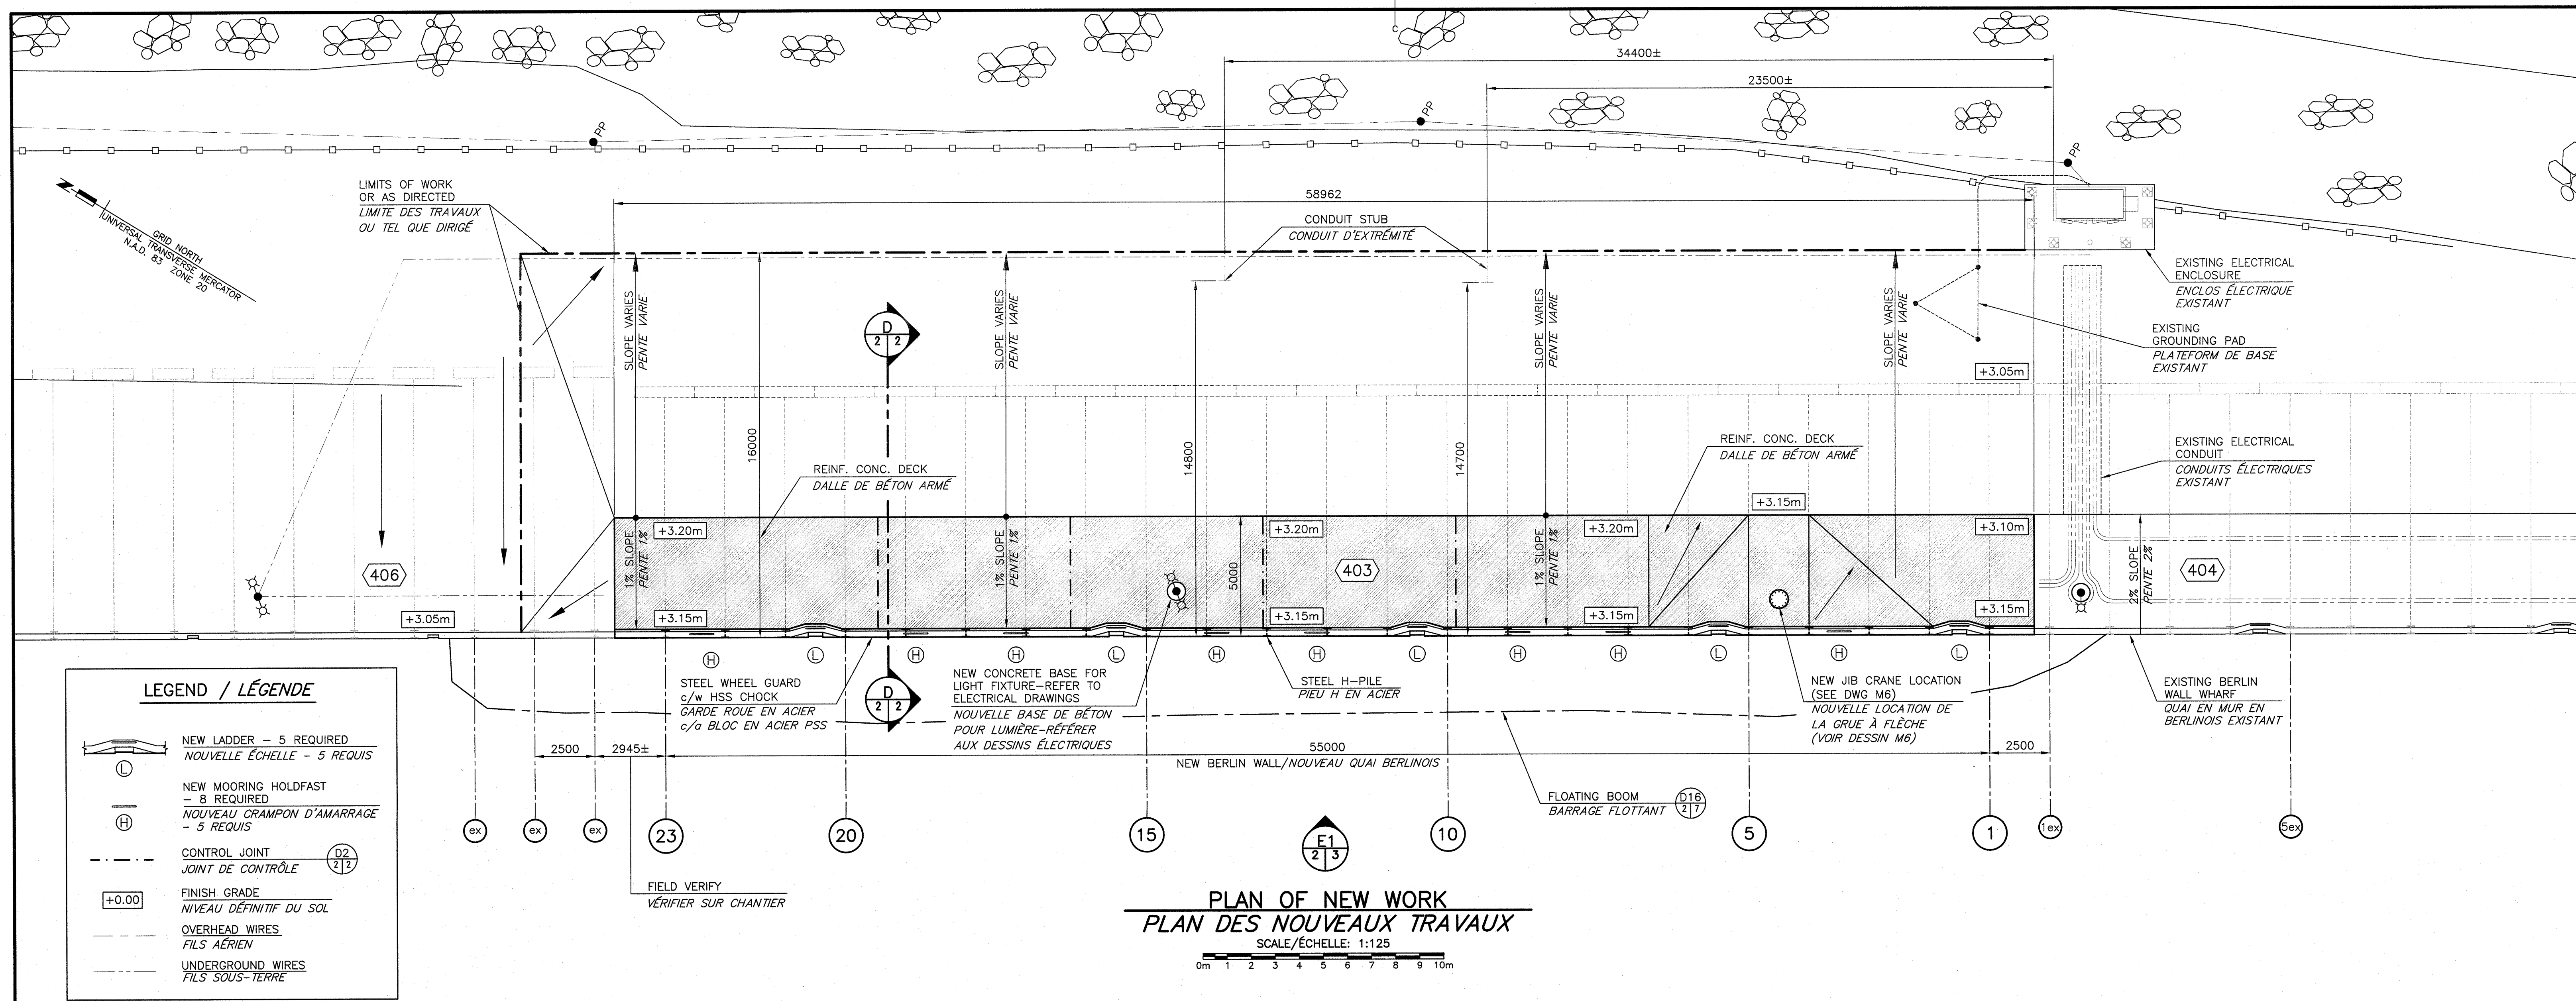 C
34400±
23500±
PP
PP
PP
LIMITS OF WORK
OR AS DIRECTED
LIMITE DES TRAVAUX
OU TEL QUE DIRIGÉ
58962
CONDUIT STUB
CONDUIT D'EXTRÉMITÉ
N
GRID NORTH
UNIVERSAL TRANSVERSE MERCATOR
N.A.D. 83 ZONE 20
EXISTING ELECTRICAL
ENCLOSURE
ENCLOS ÉLECTRIQUE
EXISTANT
SLOPE VARIES
PENTE VARIE
SLOPE VARIES
PENTE VARIE
SLOPE VARIES
PENTE VARIE
SLOPE VARIES
PENTE VARIE
D
2 2
EXISTING
GROUNDING PAD
PLATEFORM DE BASE
EXISTANT
+3.05m
16000
14800
14700
REINF. CONC. DECK
DALLE DE BÉTON ARMÉ
REINF. CONC. DECK
DALLE DE BÉTON ARMÉ
EXISTING ELECTRICAL
CONDUIT
CONDUITS ÉLECTRIQUES
EXISTANT
+3.15m
+3.20m
+3.20m
+3.20m
+3.10m
1% SLOPE
PENTE 1%
1% SLOPE
PENTE 1%
1% SLOPE
PENTE 1%
2% SLOPE
PENTE 2%
5000
406
403
404
+3.05m
+3.15m
+3.15m
+3.15m
+3.15m
H
L
H
H
L
H
H
L
H
H
L
H
L
STEEL WHEEL GUARD
c/w HSS CHOCK
GARDE ROUE EN ACIER
c/a BLOC EN ACIER PSS
D
2 2
NEW CONCRETE BASE FOR
LIGHT FIXTURE-REFER TO
ELECTRICAL DRAWINGS
NOUVELLE BASE DE BÉTON
POUR LUMIÈRE-RÉFÉRER
AUX DESSINS ÉLECTRIQUES
STEEL H-PILE
PIEU H EN ACIER
NEW JIB CRANE LOCATION
(SEE DWG M6)
NOUVELLE LOCATION DE
LA GRUE À FLÈCHE
(VOIR DESSIN M6)
EXISTING BERLIN
WALL WHARF
QUAI EN MUR EN
BERLINOIS EXISTANT
2500
2945±
55000
2500
NEW BERLIN WALL/NOUVEAU QUAI BERLINOIS
FLOATING BOOM
BARRAGE FLOTTANT
D16
2 7
ex
ex
ex
23
20
15
10
5
1
1ex
5ex
E1
2 3
FIELD VERIFY
VÉRIFIER SUR CHANTIER
LEGEND / LÉGENDE
NEW LADDER - 5 REQUIRED
NOUVELLE ÉCHELLE - 5 REQUIS
L
NEW MOORING HOLDFAST
- 8 REQUIRED
NOUVEAU CRAMPON D'AMARRAGE
- 5 REQUIS
H
CONTROL JOINT
JOINT DE CONTRÔLE
D2
2 2
+0.00
FINISH GRADE
NIVEAU DÉFINITIF DU SOL
OVERHEAD WIRES
FILS AÉRIEN
UNDERGROUND WIRES
FILS SOUS-TERRE
PLAN OF NEW WORK
PLAN DES NOUVEAUX TRAVAUX
SCALE/ÉCHELLE: 1:125
0m 1 2 3 4 5 6 7 8 9 10m